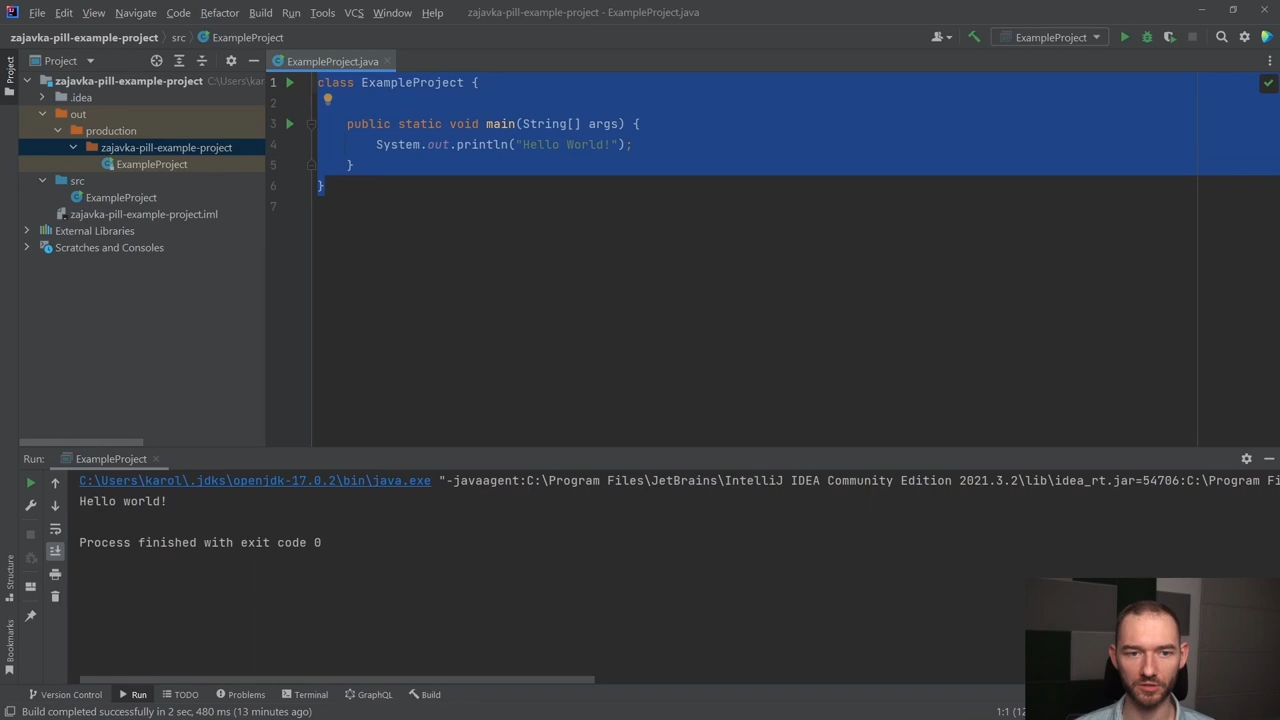 File Edit View Navigate Code Refactor Build Run Tools VCS Window Help zajavka-pill-example-project - ExampleProject.java
zajavka-pill-example-project src ExampleProject ExampleProject
Project ExampleProject.java
Project
1 class ExampleProject {
2
3 public static void main(String[] args) {
4 System.out.println("Hello World!");
5 }
6 }
7
zajavka-pill-example-project C:\Users\ka
.idea
out
production
zajavka-pill-example-project
ExampleProject
src
ExampleProject
zajavka-pill-example-project.iml
External Libraries
Scratches and Consoles
Run: ExampleProject
C:\Users\karol\.jdks\openjdk-17.0.2\bin\java.exe "-javaagent:C:\Program Files\JetBrains\IntelliJ IDEA Community Edition 2021.3.2\lib\idea_rt.jar=54706:C:\Program Fi
Hello world!
Process finished with exit code 0
Structure
Bookmarks
Version Control Run TODO Problems Terminal GraphQL Build
Build completed successfully in 2 sec, 480 ms (13 minutes ago) 1:1 (12